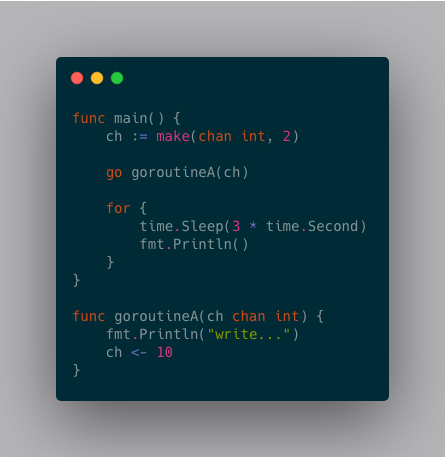 func main() {
    ch := make(chan int, 2)

    go goroutineA(ch)

    for {
        time.Sleep(3 * time.Second)
        fmt.Println()
    }
}

func goroutineA(ch chan int) {
    fmt.Println("write...")
    ch <- 10
}